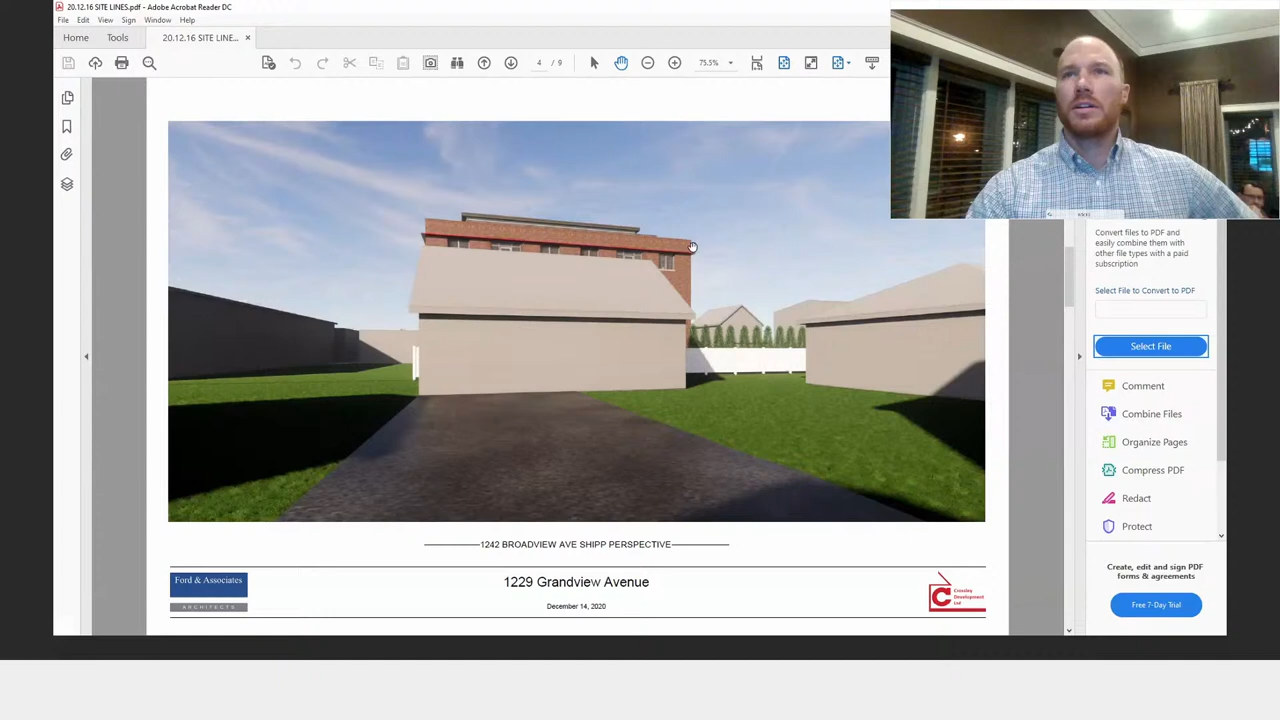 20.12.16 SITE LINES.pdf - Adobe Acrobat Reader DC
File Edit View Sign Window Help
Home Tools 20.12.16 SITE LINE... ×
4 / 9 75.5%
Convert files to PDF and
easily combine them with
other file types with a paid
subscription
Select File to Convert to PDF
Select File
Comment
Combine Files
Organize Pages
Compress PDF
Redact
Protect
Create, edit and sign PDF
forms & agreements
Free 7-Day Trial
1242 BROADVIEW AVE SHIPP PERSPECTIVE
Ford & Associates
ARCHITECTS
1229 Grandview Avenue
December 14, 2020
C
Crossing
Development
Ltd